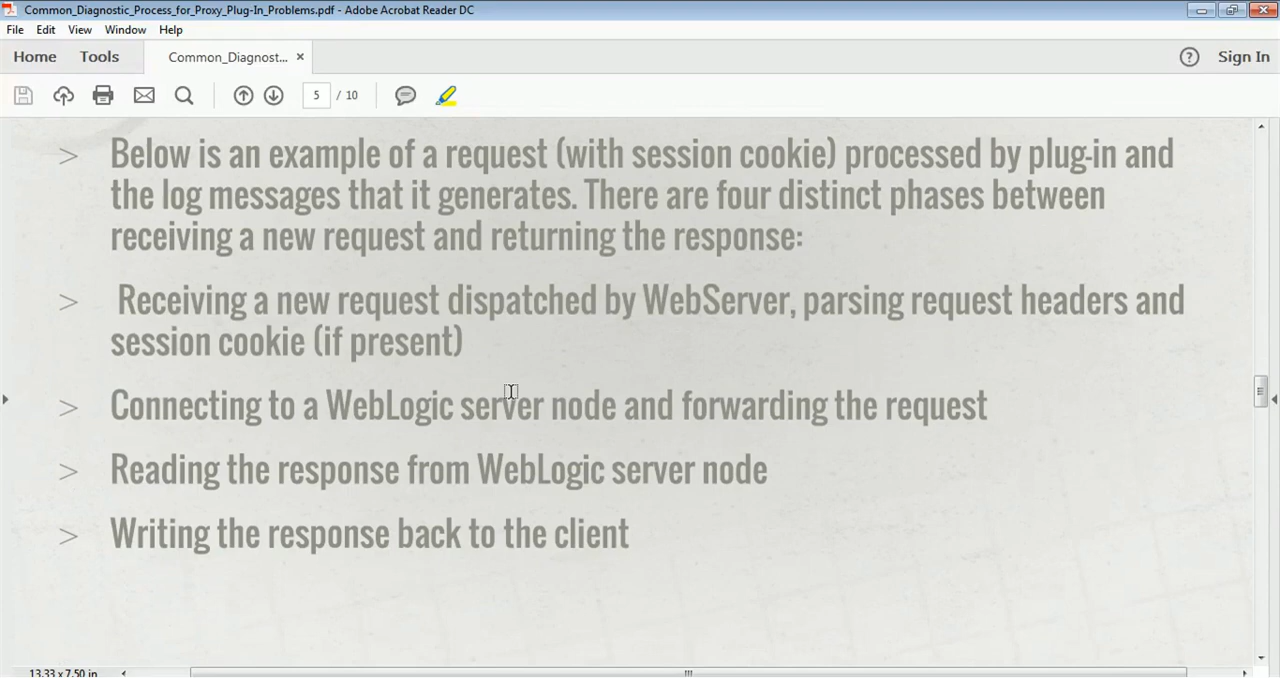 Common_Diagnostic_Process_for_Proxy_Plug-In_Problems.pdf - Adobe Acrobat Reader DC
File Edit View Window Help
Home Tools Common_Diagnost... × ? Sign In
5 / 10
> Below is an example of a request (with session cookie) processed by plug-in and
the log messages that it generates. There are four distinct phases between
receiving a new request and returning the response:
> Receiving a new request dispatched by WebServer, parsing request headers and
session cookie (if present)
> Connecting to a WebLogic server node and forwarding the request
> Reading the response from WebLogic server node
> Writing the response back to the client
13.33 x 7.50 in